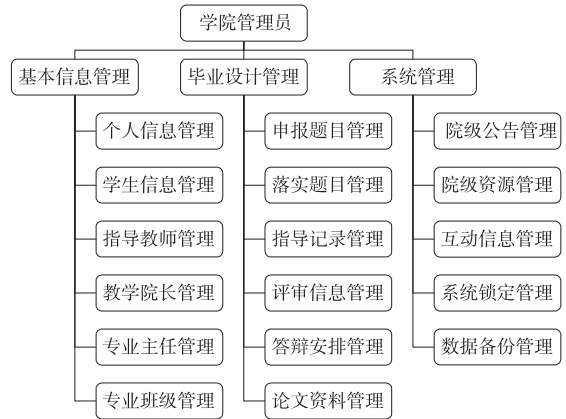 学院管理员
基本信息管理
毕业设计管理
系统管理
个人信息管理
申报题目管理
院级公告管理
学生信息管理
落实题目管理
院级资源管理
指导教师管理
指导记录管理
互动信息管理
教学院长管理
评审信息管理
系统锁定管理
专业主任管理
答辩安排管理
数据备份管理
专业班级管理
论文资料管理